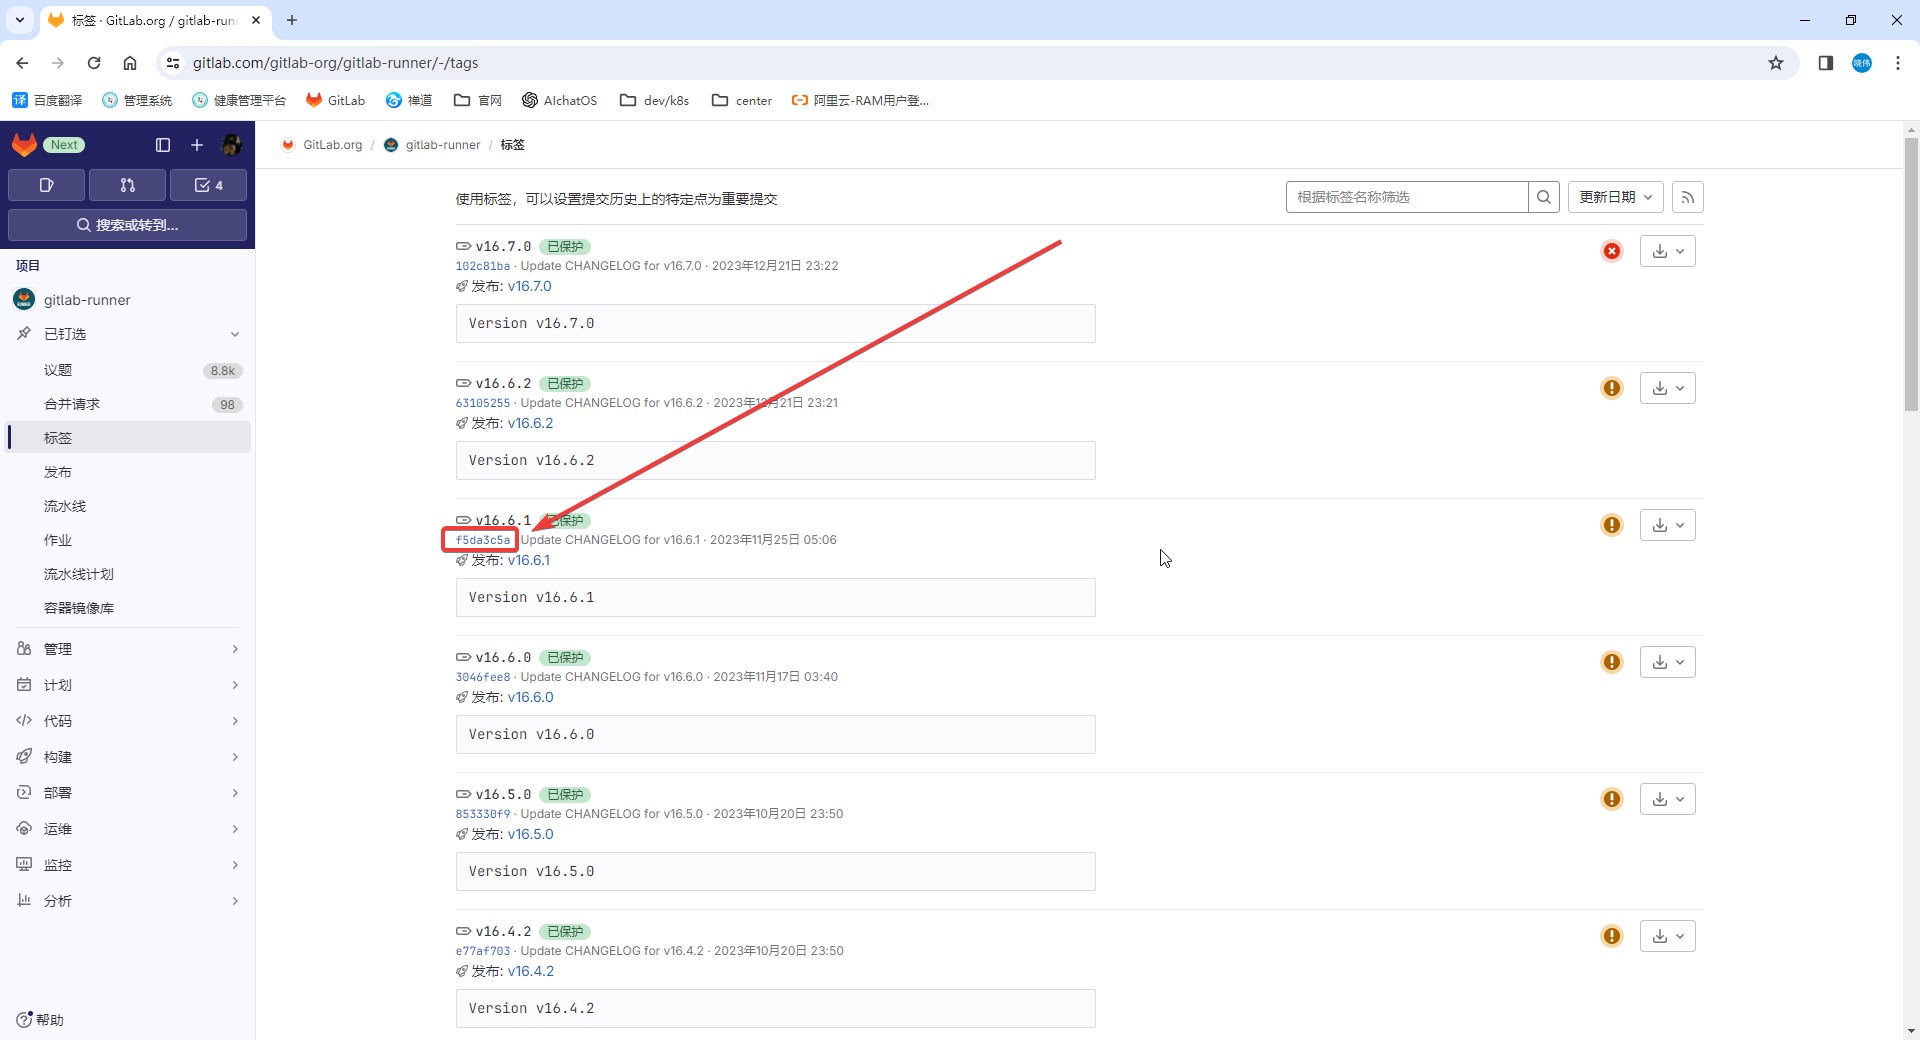 标签 · GitLab.org / gitlab-runn
gitlab.com/gitlab-org/gitlab-runner/-/tags
晓伟
译 百度翻译
管理系统
健康管理平台
GitLab
禅道
官网
AIchatOS
dev/k8s
center
阿里云-RAM用户登...
Next
4
搜索或转到...
项目
gitlab-runner
已钉选
议题 8.8k
合并请求 98
标签
发布
流水线
作业
流水线计划
容器镜像库
管理
计划
代码
构建
部署
运维
监控
分析
帮助
GitLab.org / gitlab-runner / 标签
使用标签，可以设置提交历史上的特定点为重要提交
根据标签名称筛选
更新日期
v16.7.0 已保护
102c81ba · Update CHANGELOG for v16.7.0 · 2023年12月21日 23:22
发布: v16.7.0
Version v16.7.0
v16.6.2 已保护
63105255 · Update CHANGELOG for v16.6.2 · 2023年12月21日 23:21
发布: v16.6.2
Version v16.6.2
v16.6.1 已保护
f5da3c5a Update CHANGELOG for v16.6.1 · 2023年11月25日 05:06
发布: v16.6.1
Version v16.6.1
v16.6.0 已保护
3046fee8 · Update CHANGELOG for v16.6.0 · 2023年11月17日 03:40
发布: v16.6.0
Version v16.6.0
v16.5.0 已保护
853330f9 · Update CHANGELOG for v16.5.0 · 2023年10月20日 23:50
发布: v16.5.0
Version v16.5.0
v16.4.2 已保护
e77af703 · Update CHANGELOG for v16.4.2 · 2023年10月20日 23:50
发布: v16.4.2
Version v16.4.2